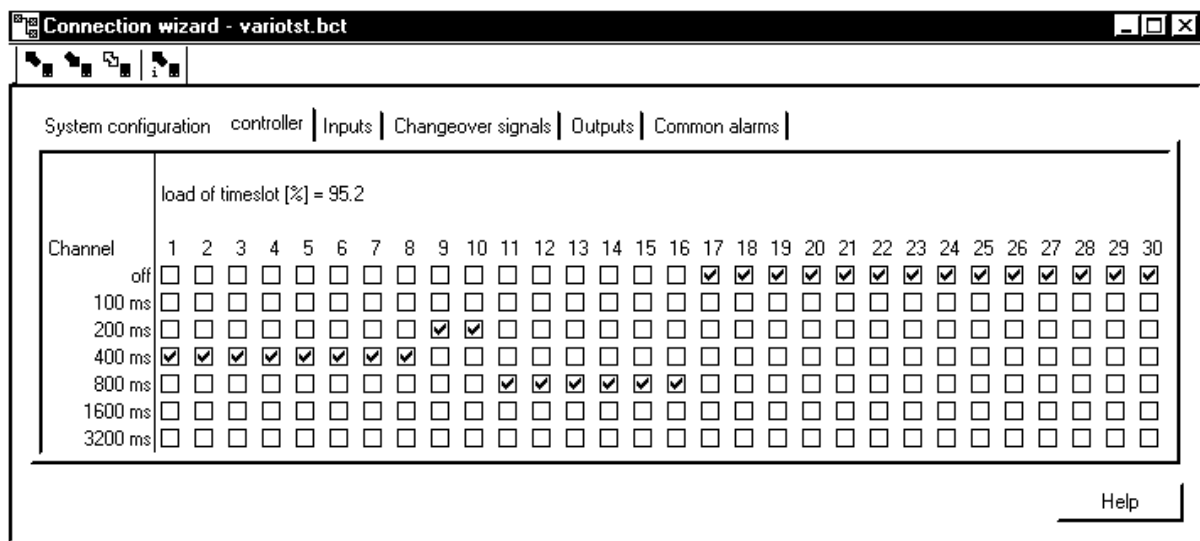 Connection wizard - variotst.bct
i
System configuration controller Inputs Changeover signals Outputs Common alarms
load of timeslot [%] = 95.2
Channel 1 2 3 4 5 6 7 8 9 10 11 12 13 14 15 16 17 18 19 20 21 22 23 24 25 26 27 28 29 30
off
100 ms
200 ms
400 ms
800 ms
1600 ms
3200 ms
Help